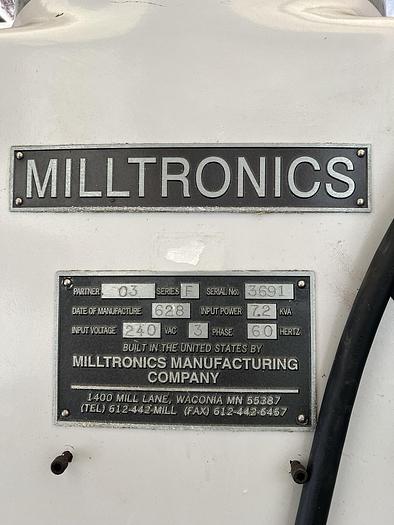 MILLTRONICS
PARTNER 03 SERIES F SERIAL No. 3691
DATE OF MANUFACTURE 628 INPUT POWER 7.2 KVA
INPUT VOLTAGE 240 VAC 3 PHASE 60 HERTZ
BUILT IN THE UNITED STATES BY
MILLTRONICS MANUFACTURING
COMPANY
1400 MILL LANE, WACONIA MN 55387
(TEL) 612-442-MILL (FAX) 612-442-6457